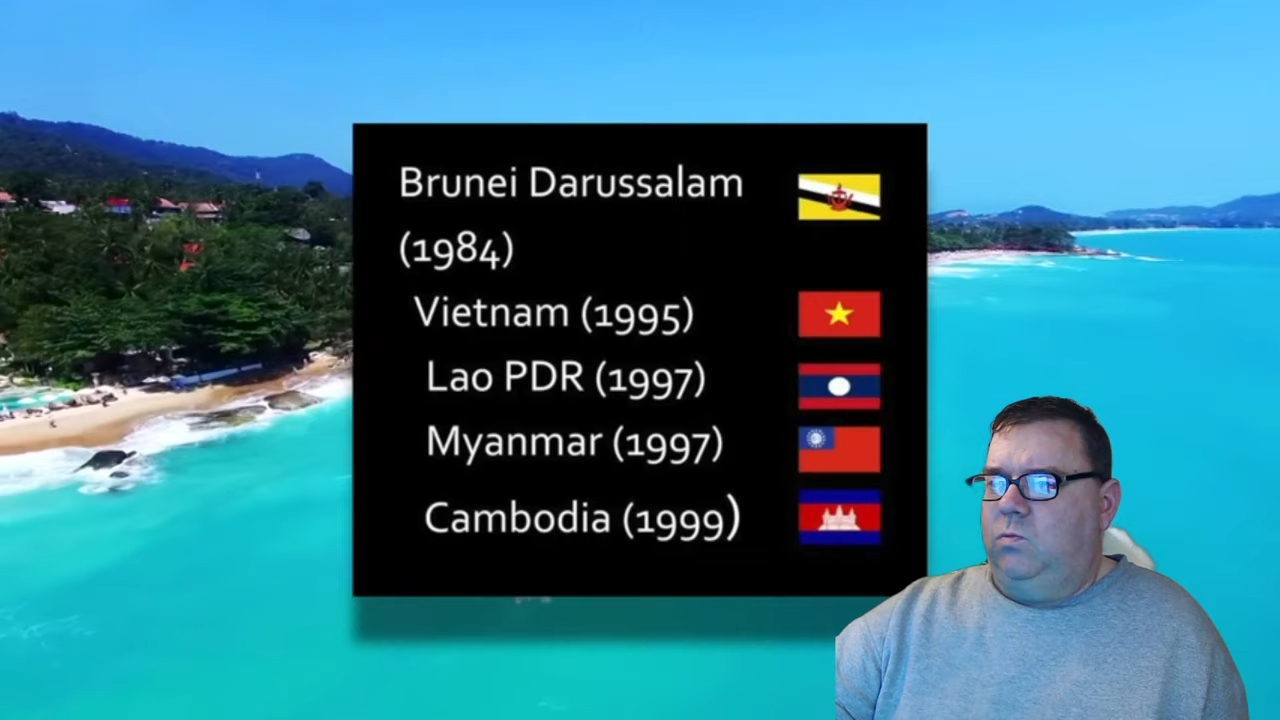 Brunei Darussalam
(1984)
Vietnam (1995)
Lao PDR (1997)
Myanmar (1997)
Cambodia (1999)